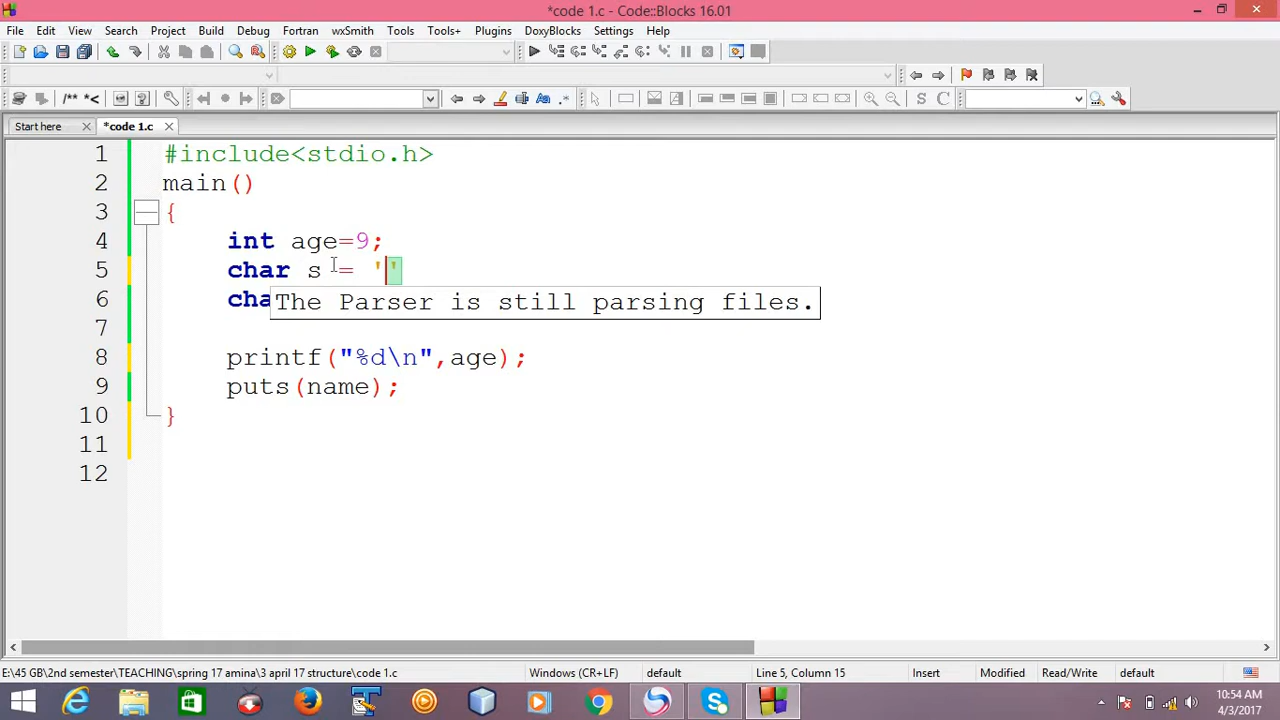 *code 1.c - Code::Blocks 16.01
File Edit View Search Project Build Debug Fortran wxSmith Tools Tools+ Plugins DoxyBlocks Settings Help
/** *<
S C
Start here *code 1.c
1 #include<stdio.h>
2 main()
3 {
4 int age=9;
5 char s = ''
6 cha
The Parser is still parsing files.
7
8 printf("%d\n",age);
9 puts(name);
10 }
11
12
E:\45 GB\2nd semester\TEACHING\spring 17 amina\3 april 17 structure\code 1.c Windows (CR+LF) default Line 5, Column 15 Insert Modified Read/Write default
10:54 AM
4/3/2017